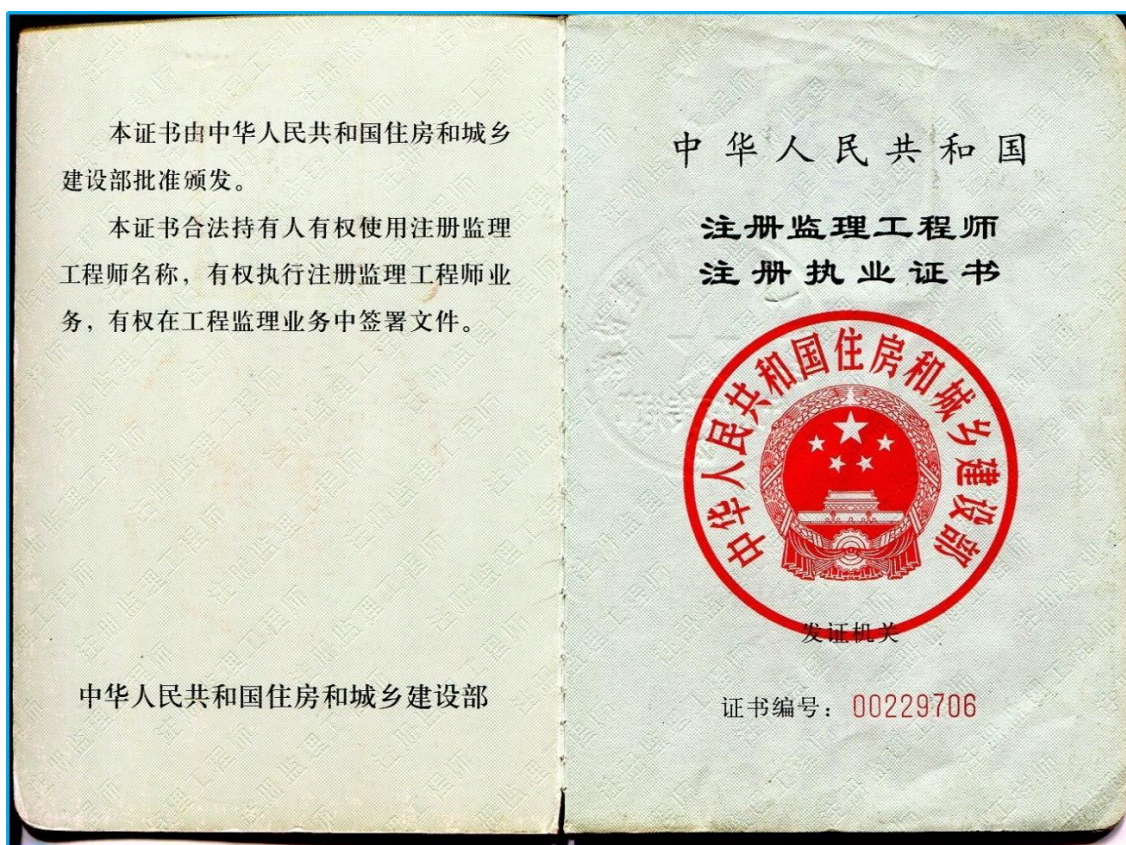 本证书由中华人民共和国住房和城乡
建设部批准颁发。
本证书合法持有人有权使用注册监理
工程师名称，有权执行注册监理工程师业
务，有权在工程监理业务中签署文件。
中华人民共和国住房和城乡建设部
中华人民共和国
注册监理工程师
注册执业证书
中华人民共和国住房和城乡建设部
发证机关
证书编号：00229706